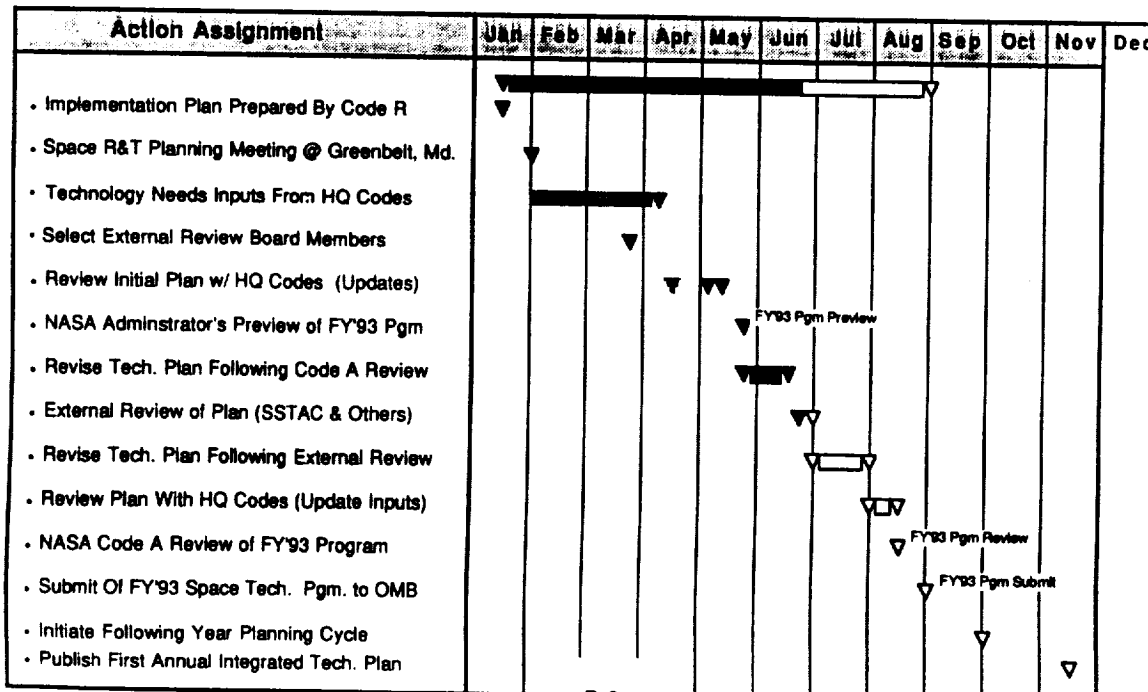 Action Assignment Jan Feb Mar Apr May Jun Jul Aug Sep Oct Nov Dec
• Implementation Plan Prepared By Code R
• Space R&T Planning Meeting @ Greenbelt, Md.
• Technology Needs Inputs From HQ Codes
• Select External Review Board Members
• Review Initial Plan w/ HQ Codes (Updates)
• NASA Adminstrator's Preview of FY'93 Pgm FY'93 Pgm Preview
• Revise Tech. Plan Following Code A Review
• External Review of Plan (SSTAC & Others)
• Revise Tech. Plan Following External Review
• Review Plan With HQ Codes (Update Inputs)
• NASA Code A Review of FY'93 Program FY'93 Pgm Review
• Submit Of FY'93 Space Tech. Pgm. to OMB FY'93 Pgm Submit
• Initiate Following Year Planning Cycle
• Publish First Annual Integrated Tech. Plan